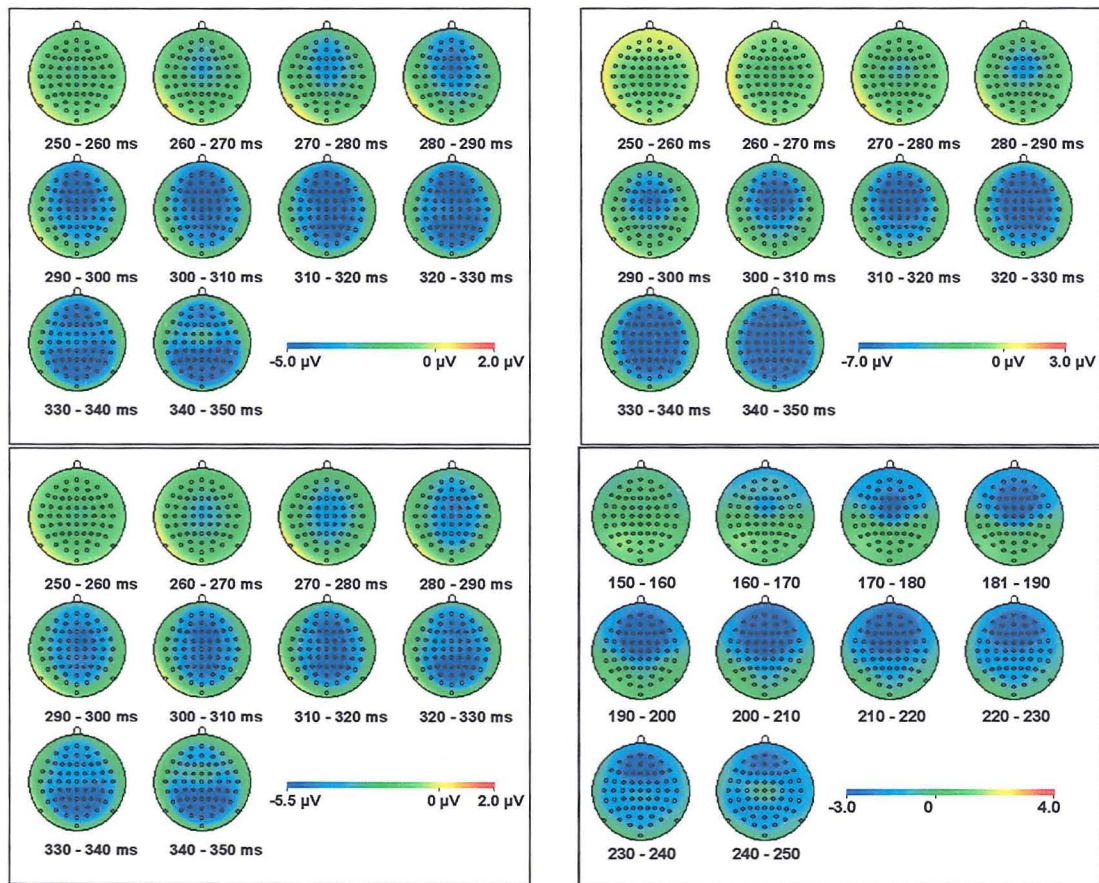 250 - 260 ms 260 - 270 ms 270 - 280 ms 280 - 290 ms
290 - 300 ms 300 - 310 ms 310 - 320 ms 320 - 330 ms
-5.0 µV 0 µV 2.0 µV
330 - 340 ms 340 - 350 ms
250 - 260 ms 260 - 270 ms 270 - 280 ms 280 - 290 ms
290 - 300 ms 300 - 310 ms 310 - 320 ms 320 - 330 ms
-7.0 µV 0 µV 3.0 µV
330 - 340 ms 340 - 350 ms
250 - 260 ms 260 - 270 ms 270 - 280 ms 280 - 290 ms
290 - 300 ms 300 - 310 ms 310 - 320 ms 320 - 330 ms
-5.5 µV 0 µV 2.0 µV
330 - 340 ms 340 - 350 ms
150 - 160 160 - 170 170 - 180 181 - 190
190 - 200 200 - 210 210 - 220 220 - 230
-3.0 0 4.0
230 - 240 240 - 250